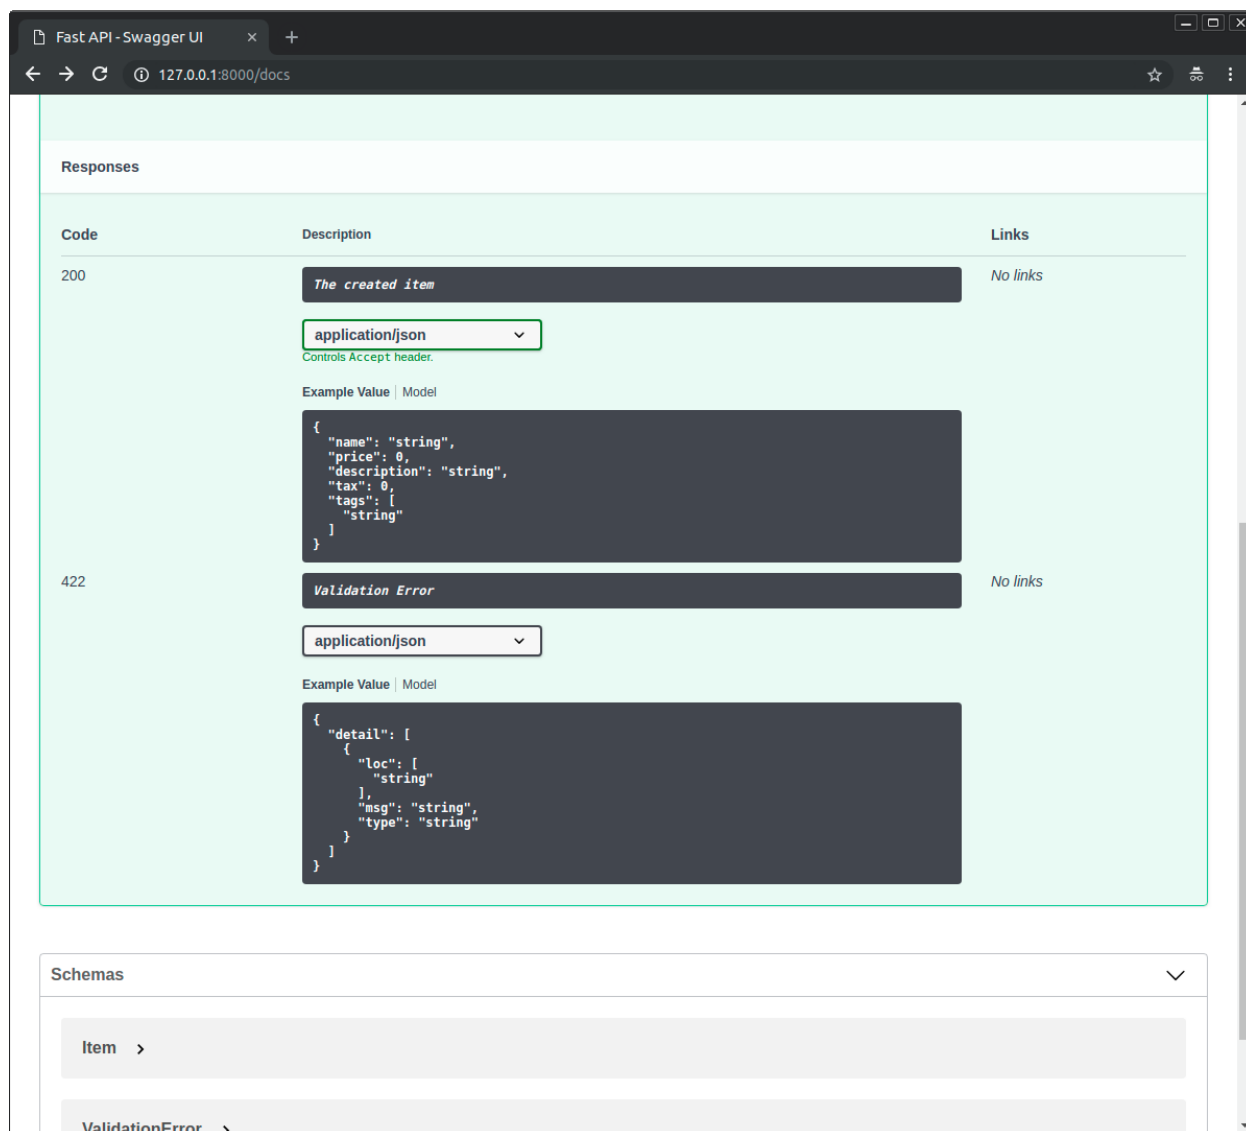 Fast API - Swagger UI
127.0.0.1:8000/docs
Responses
Code Description Links
200 The created item No links
application/json
Controls Accept header.
Example Value Model
{
"name": "string",
"price": 0,
"description": "string",
"tax": 0,
"tags": [
"string"
]
}
422 Validation Error No links
application/json
Example Value Model
{
"detail": [
{
"loc": [
"string"
],
"msg": "string",
"type": "string"
}
]
}
Schemas
Item
ValidationError